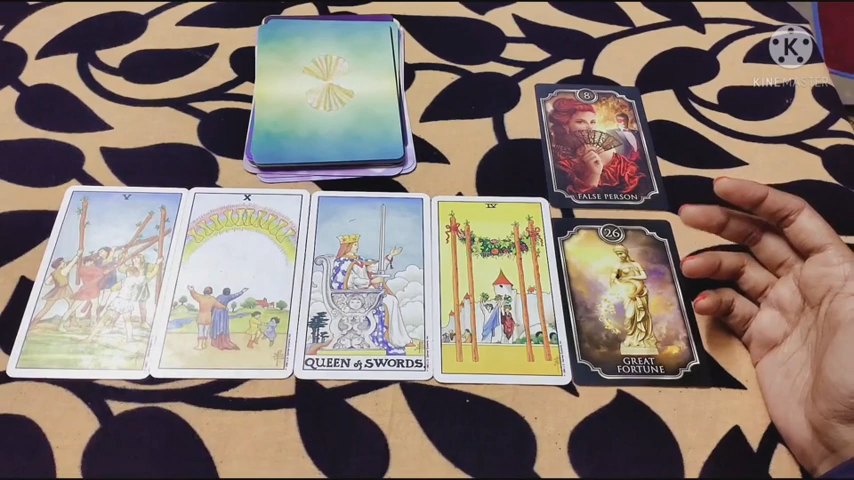 K
KINEMASTER
8
FALSE PERSON
V
X
QUEEN of SWORDS.
IV
26
GREAT
FORTUNE